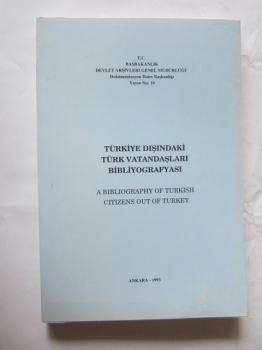 T.C.
BAŞBAKANLIK
DEVLET ARŞİVLERİ GENEL MÜDÜRLÜĞÜ
Dokümantasyon Daire Başkanlığı
Yayın No. 10
TÜRKİYE DIŞINDAKİ
TÜRK VATANDAŞLARI
BİBLİYOGRAFYASI
A BIBLIOGRAPHY OF TURKISH
CITIZENS OUT OF TURKEY
ANKARA - 1993